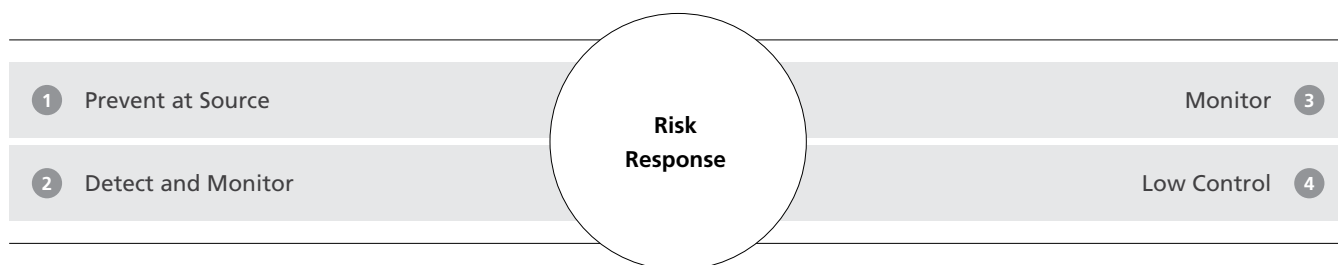 1 Prevent at Source
2 Detect and Monitor
Risk
Response
Monitor 3
Low Control 4